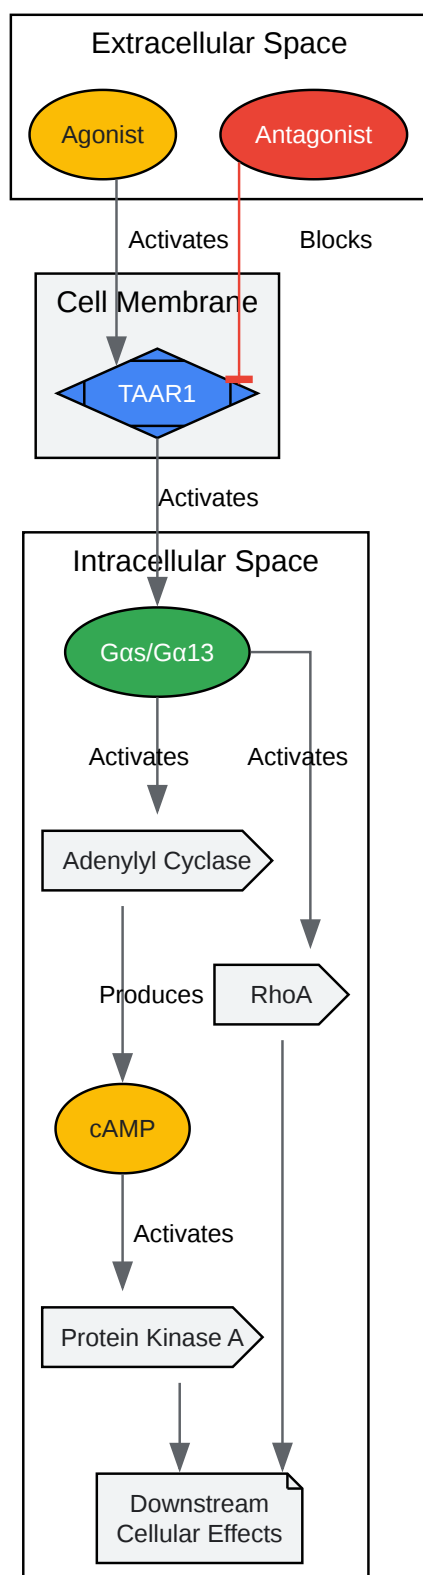 Extracellular Space
Agonist
Antagonist
Activates
Blocks
Cell Membrane
TAAR1
Activates
Intracellular Space
Gαs/Gα13
Activates
Activates
Adenylyl Cyclase
Produces
RhoA
cAMP
Activates
Protein Kinase A
Downstream
Cellular Effects